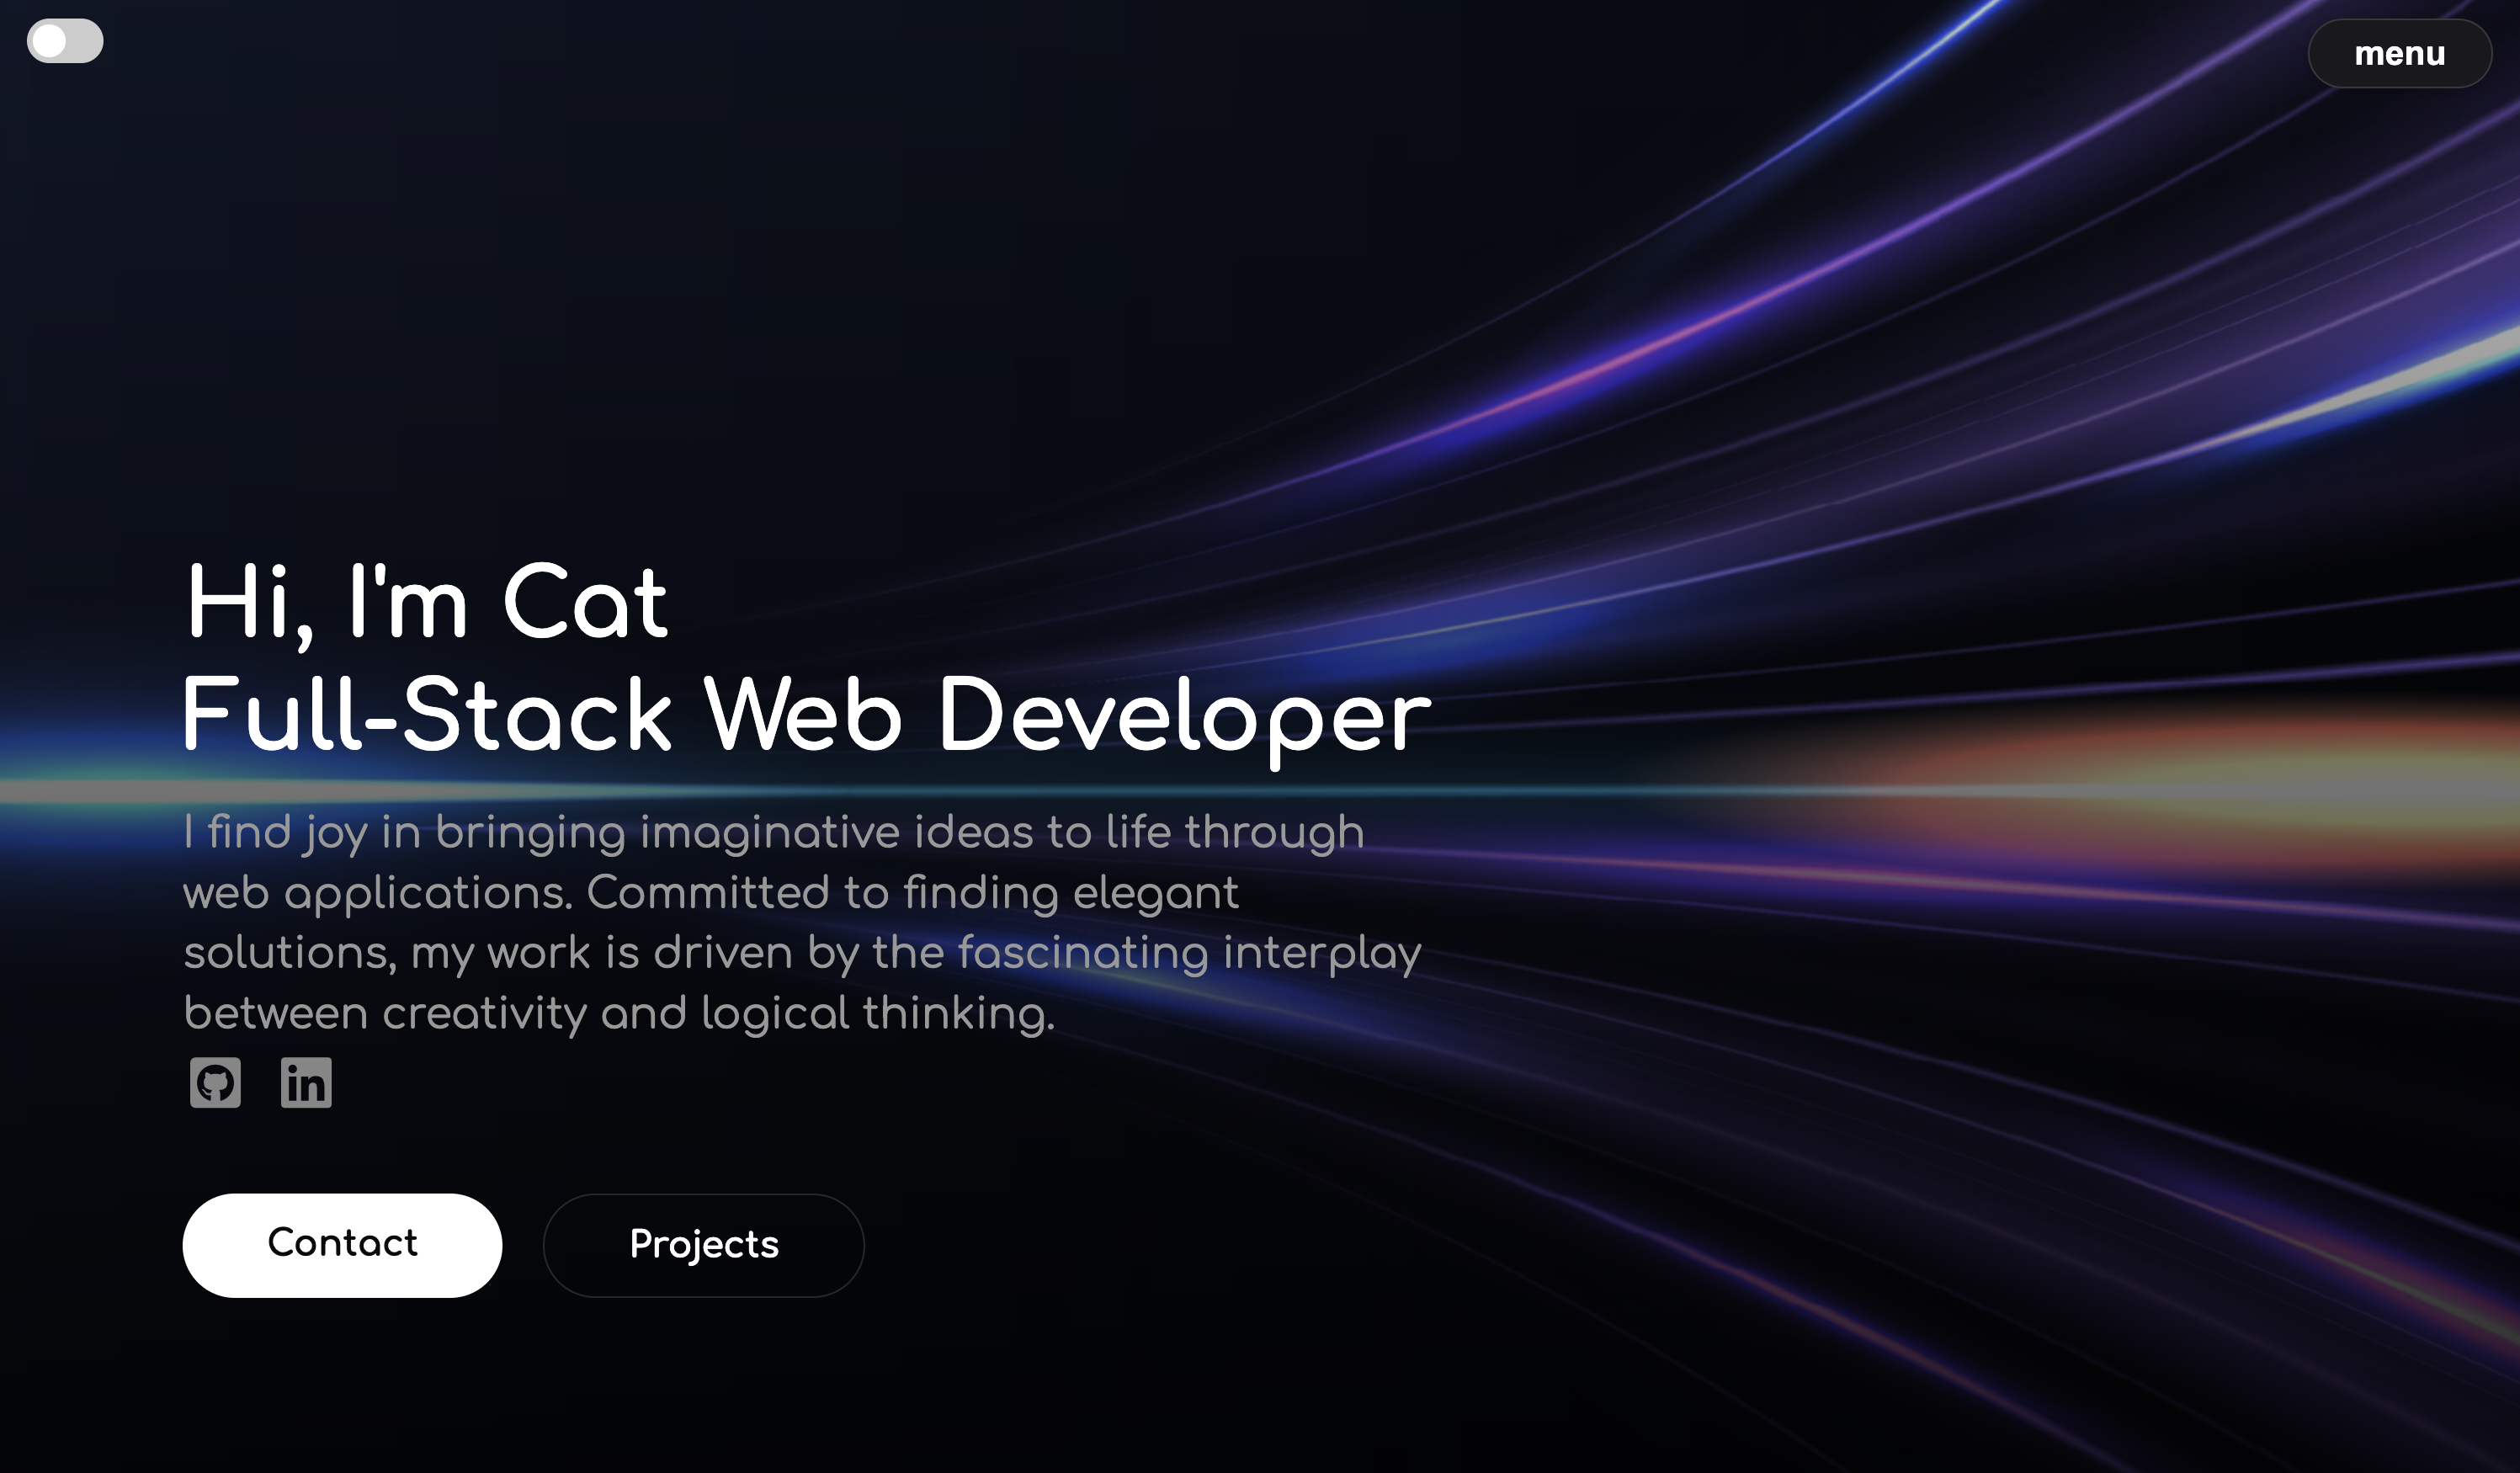 menu
Hi, I'm Cat
Full-Stack Web Developer
I find joy in bringing imaginative ideas to life through
web applications. Committed to finding elegant
solutions, my work is driven by the fascinating interplay
between creativity and logical thinking.
in
Contact
Projects